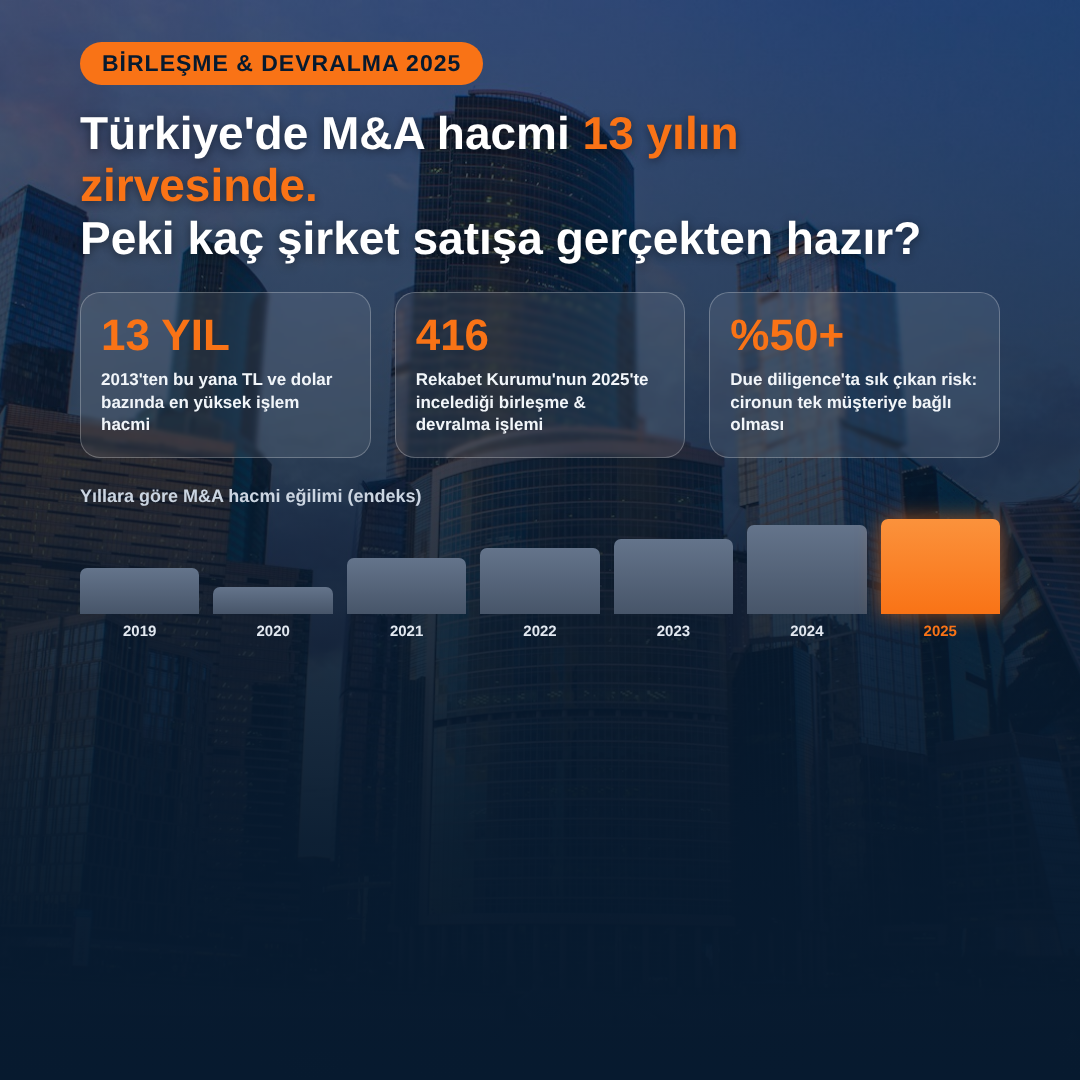 BİRLEŞME & DEVRALMA 2025
Türkiye'de M&A hacmi 13 yılın
zirvesinde.
Peki kaç şirket satışa gerçekten hazır?
13 YIL
2013'ten bu yana TL ve dolar
bazında en yüksek işlem
hacmi
416
Rekabet Kurumu'nun 2025'te
incelediği birleşme &
devralma işlemi
%50+
Due diligence'ta sık çıkan risk:
cironun tek müşteriye bağlı
olması
Yıllara göre M&A hacmi eğilimi (endeks)
2019 2020 2021 2022 2023 2024 2025